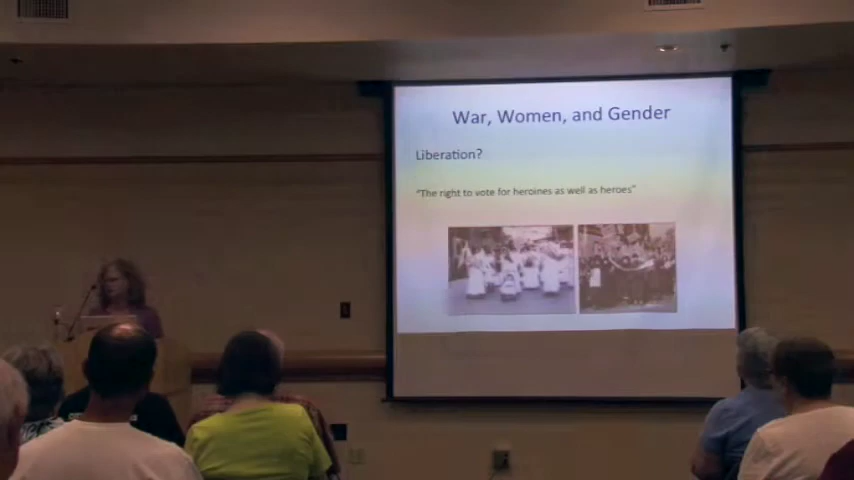 War, Women, and Gender
Liberation?
“The right to vote for heroines as well as heroes”